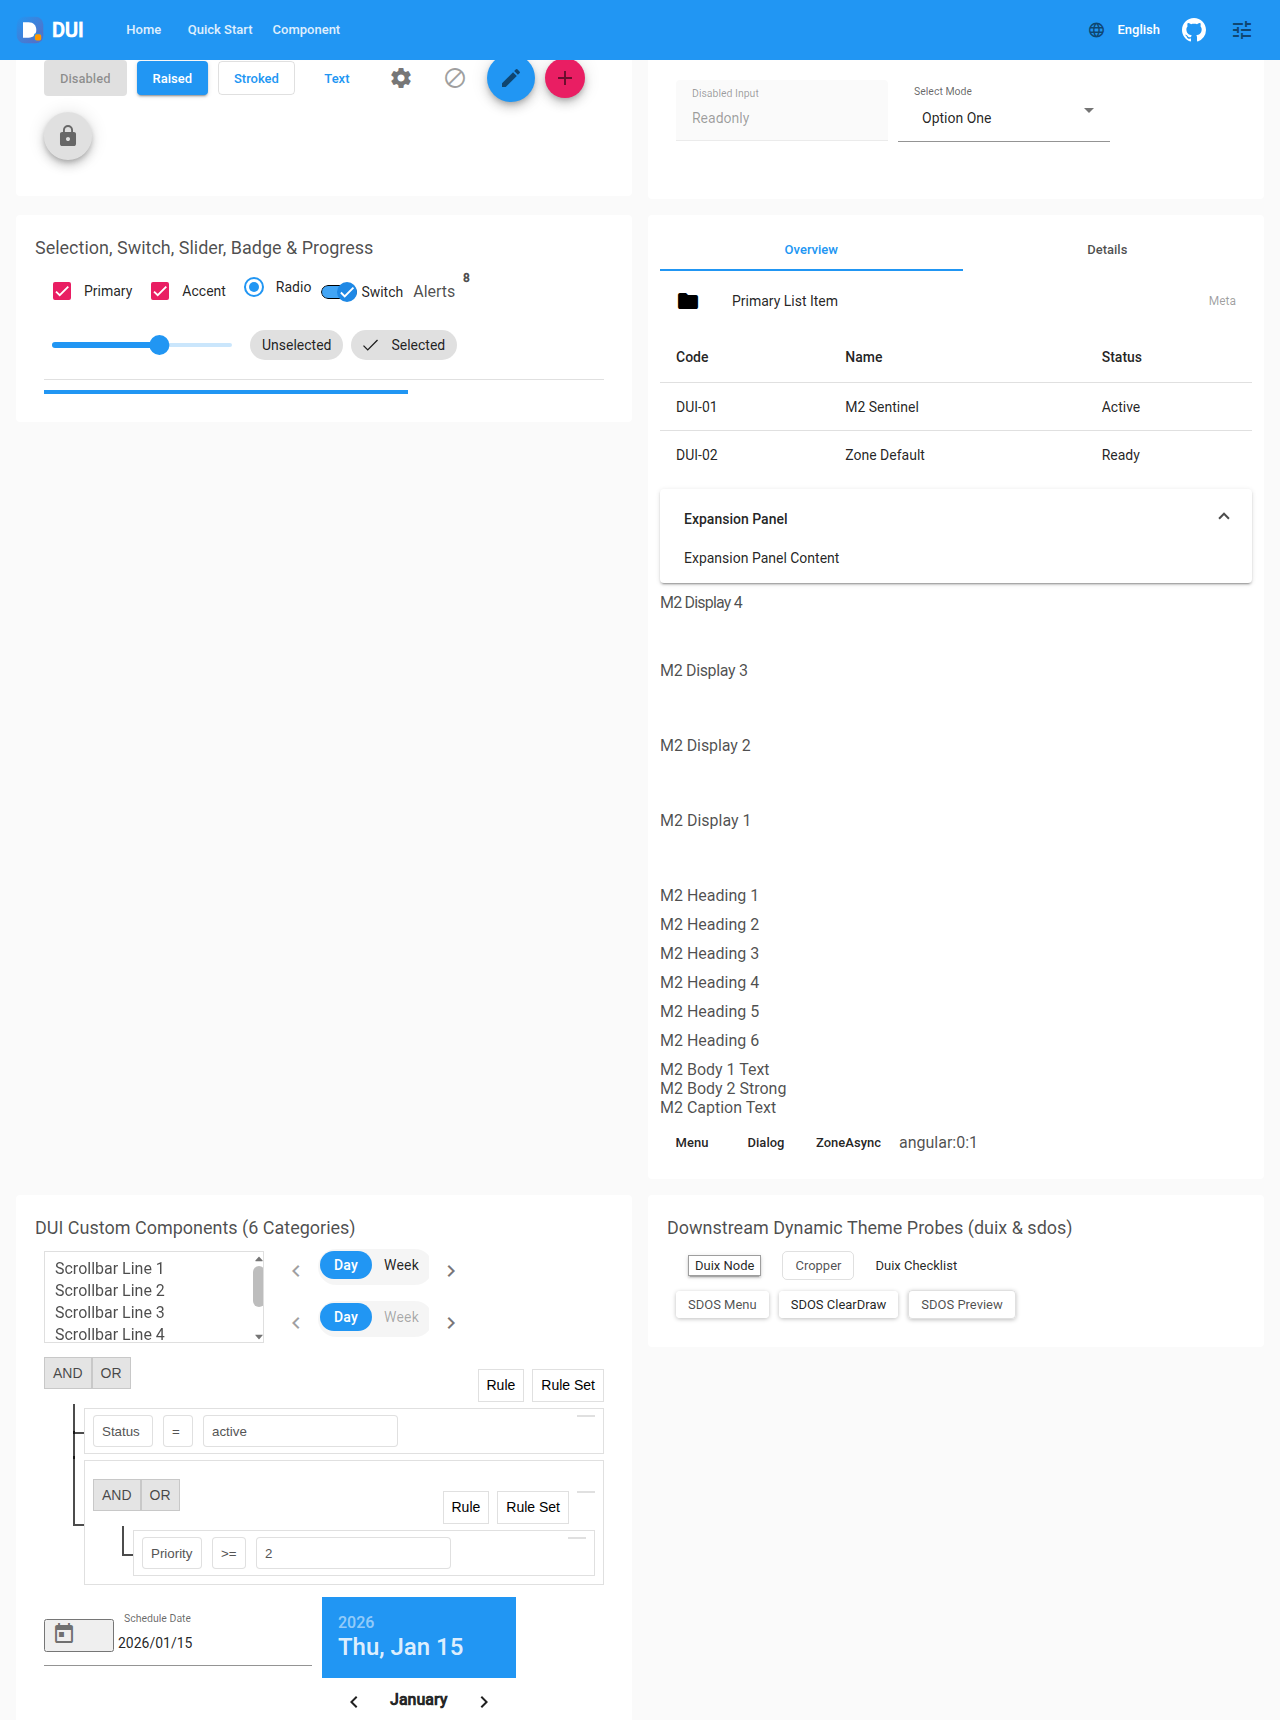 DUI
Home
Quick Start
Component
English
Disabled
Raised
Stroked
Text
Disabled Input
Readonly
Select Mode
Option One
Selection, Switch, Slider, Badge & Progress
Primary
Accent
Radio
Switch
Alerts
8
Unselected
Selected
Overview
Details
Primary List Item
Meta
Code Name Status
DUI-01 M2 Sentinel Active
DUI-02 Zone Default Ready
Expansion Panel
Expansion Panel Content
M2 Display 4
M2 Display 3
M2 Display 2
M2 Display 1
M2 Heading 1
M2 Heading 2
M2 Heading 3
M2 Heading 4
M2 Heading 5
M2 Heading 6
M2 Body 1 Text
M2 Body 2 Strong
M2 Caption Text
Menu
Dialog
ZoneAsync
angular:0:1
DUI Custom Components (6 Categories)
Scrollbar Line 1
Scrollbar Line 2
Scrollbar Line 3
Scrollbar Line 4
Day Week
Day Week
AND OR
Rule
Rule Set
Status = active
AND OR
Rule
Rule Set
Priority >= 2
Schedule Date
2026/01/15
2026
Thu, Jan 15
January
Downstream Dynamic Theme Probes (duix & sdos)
Duix Node
Cropper
Duix Checklist
SDOS Menu
SDOS ClearDraw
SDOS Preview